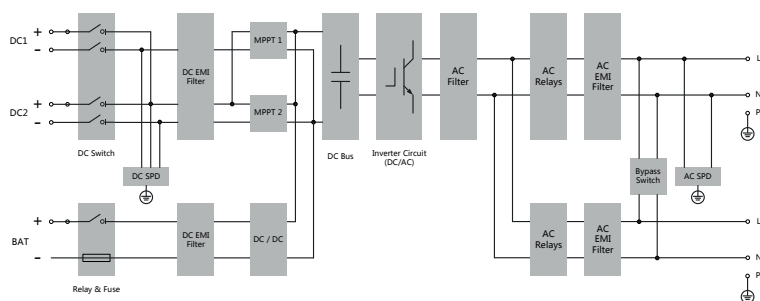 DC1
+
−
DC2
+
−
DC Switch
DC SPD
DC EMI
Filter
MPPT 1
MPPT 2
DC Bus
Inverter Circuit
(DC/AC)
AC
Filter
AC
Relays
AC
EMI
Filter
Bypass
Switch
AC SPD
L
N
BAT
+
−
Relay & Fuse
DC EMI
Filter
DC / DC
AC
Relays
AC
EMI
Filter
L
N